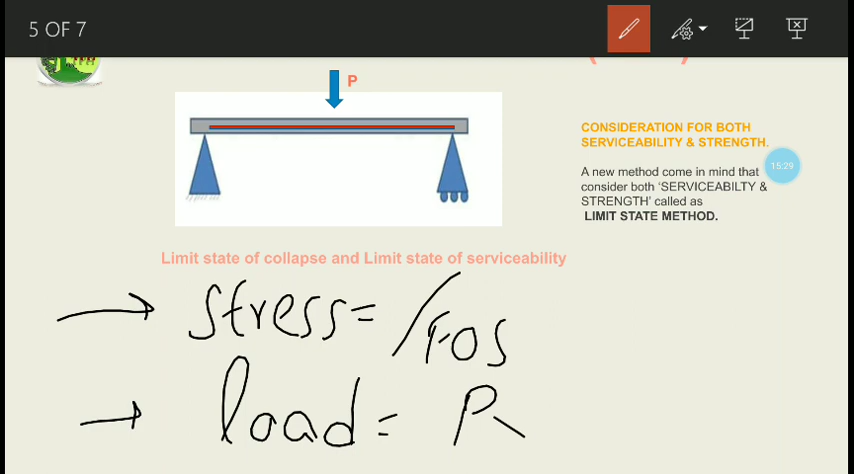 5 OF 7
P
CONSIDERATION FOR BOTH
SERVICEABILITY & STRENGTH.
15:29
A new method come in mind that
consider both ‘SERVICEABILTY &
STRENGTH’ called as
LIMIT STATE METHOD.
Limit state of collapse and Limit state of serviceability
→ Stress = /FOS
→ load = P